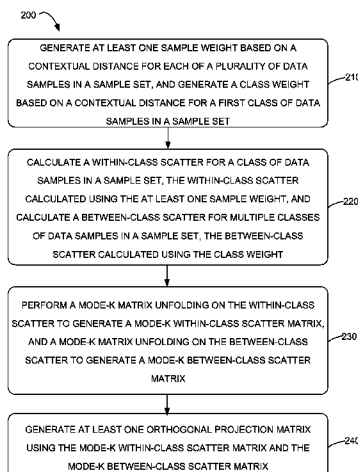 200
GENERATE AT LEAST ONE SAMPLE WEIGHT BASED ON A
CONTEXTUAL DISTANCE FOR EACH OF A PLURALITY OF DATA
SAMPLES IN A SAMPLE SET, AND GENERATE A CLASS WEIGHT
BASED ON A CONTEXTUAL DISTANCE FOR A FIRST CLASS OF DATA
SAMPLES IN A SAMPLE SET
210
CALCULATE A WITHIN-CLASS SCATTER FOR A CLASS OF DATA
SAMPLES IN A SAMPLE SET, THE WITHIN-CLASS SCATTER
CALCULATED USING THE AT LEAST ONE SAMPLE WEIGHT, AND
CALCULATE A BETWEEN-CLASS SCATTER FOR MULTIPLE CLASSES
OF DATA SAMPLES IN A SAMPLE SET, THE BETWEEN-CLASS
SCATTER CALCULATED USING THE CLASS WEIGHT
220
PERFORM A MODE-K MATRIX UNFOLDING ON THE WITHIN-CLASS
SCATTER TO GENERATE A MODE-K WITHIN-CLASS SCATTER MATRIX,
AND A MODE-K MATRIX UNFOLDING ON THE BETWEEN-CLASS
SCATTER TO GENERATE A MODE-K BETWEEN-CLASS SCATTER
MATRIX
230
GENERATE AT LEAST ONE ORTHOGONAL PROJECTION MATRIX
USING THE MODE-K WITHIN-CLASS SCATTER MATRIX AND THE
MODE-K BETWEEN-CLASS SCATTER MATRIX
240